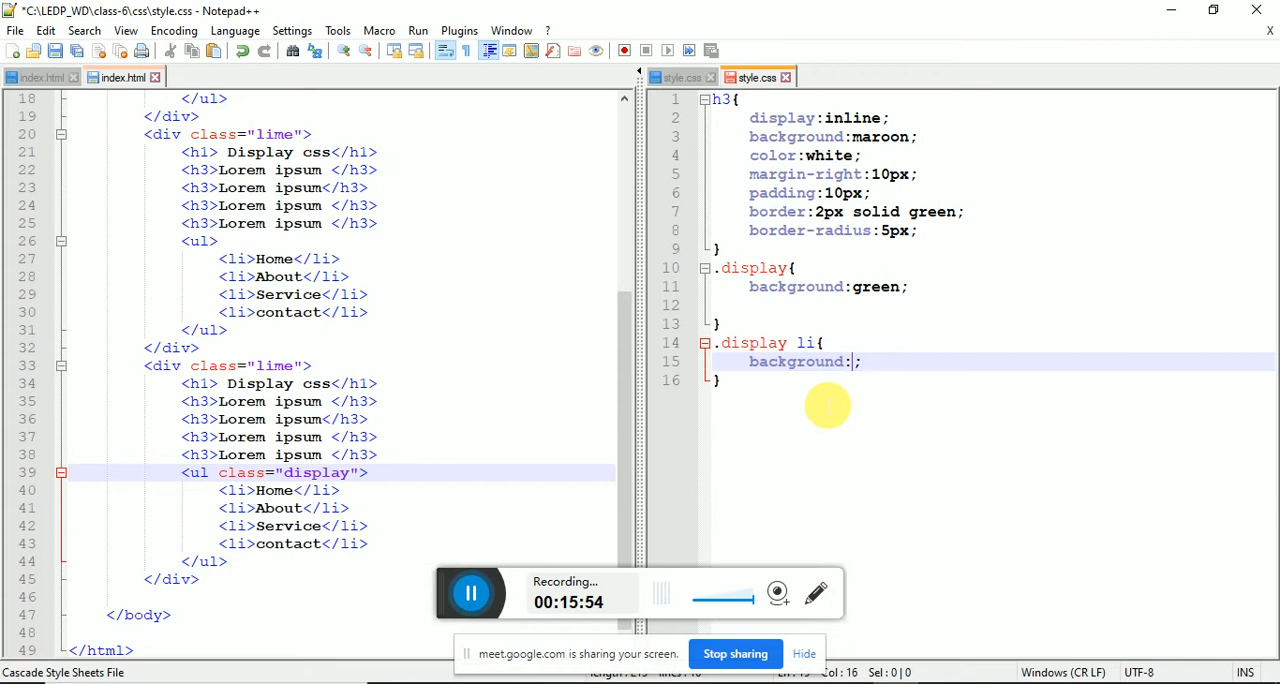 *C:\LEDP_WD\class-6\css\style.css - Notepad++
File Edit Search View Encoding Language Settings Tools Macro Run Plugins Window ? X
index.html index.html style.css style.css
18 </ul>
19 </div>
20 <div class="lime">
21 <h1> Display css</h1>
22 <h3>Lorem ipsum </h3>
23 <h3>Lorem ipsum</h3>
24 <h3>Lorem ipsum </h3>
25 <h3>Lorem ipsum </h3>
26 <ul>
27 <li>Home</li>
28 <li>About</li>
29 <li>Service</li>
30 <li>contact</li>
31 </ul>
32 </div>
33 <div class="lime">
34 <h1> Display css</h1>
35 <h3>Lorem ipsum </h3>
36 <h3>Lorem ipsum</h3>
37 <h3>Lorem ipsum </h3>
38 <h3>Lorem ipsum </h3>
39 <ul class="display">
40 <li>Home</li>
41 <li>About</li>
42 <li>Service</li>
43 <li>contact</li>
44 </ul>
45 </div>
46
47 </body>
48
49 </html>
1 h3{
2 display:inline;
3 background:maroon;
4 color:white;
5 margin-right:10px;
6 padding:10px;
7 border:2px solid green;
8 border-radius:5px;
9 }
10 .display{
11 background:green;
12
13 }
14 .display li{
15 background:;
16 }
Recording...
00:15:54
meet.google.com is sharing your screen. Stop sharing Hide
Cascade Style Sheets File Col : 16 Sel : 0 | 0 Windows (CR LF) UTF-8 INS